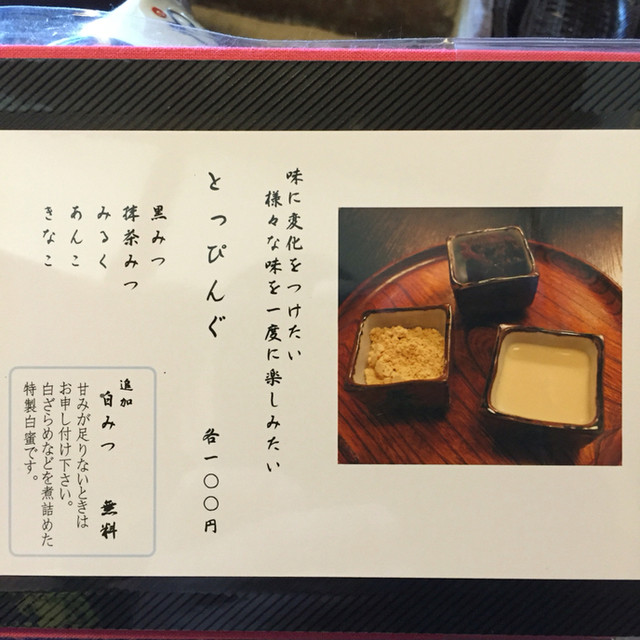 味に変化をつけたい
様々な味を一度に楽しみたい
とっぴんぐ　各一〇〇円
黒みつ
抹茶みつ
みるく
あんこ
きなこ
追加
白みつ　無料
甘みが足りないときは
お申し付け下さい。
白ざらめなどを煮詰めた
特製白蜜です。